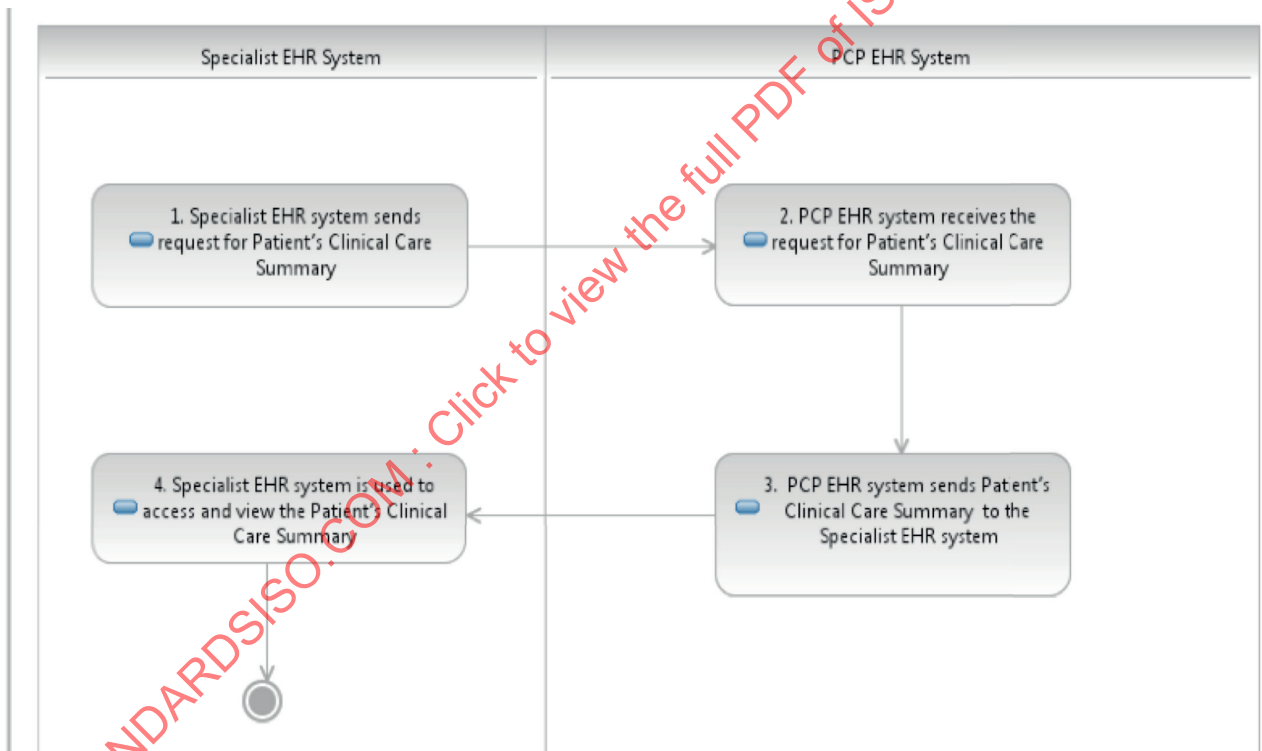 Specialist EHR System
PCP EHR System
1. Specialist EHR system sends
request for Patient's Clinical Care
Summary
2. PCP EHR system receives the
request for Patient's Clinical Care
Summary
4. Specialist EHR system is used to
access and view the Patient's Clinical
Care Summary
3. PCP EHR system sends Patent's
Clinical Care Summary to the
Specialist EHR system
NDARDSISO.COM : Click to view the full PDF of IS